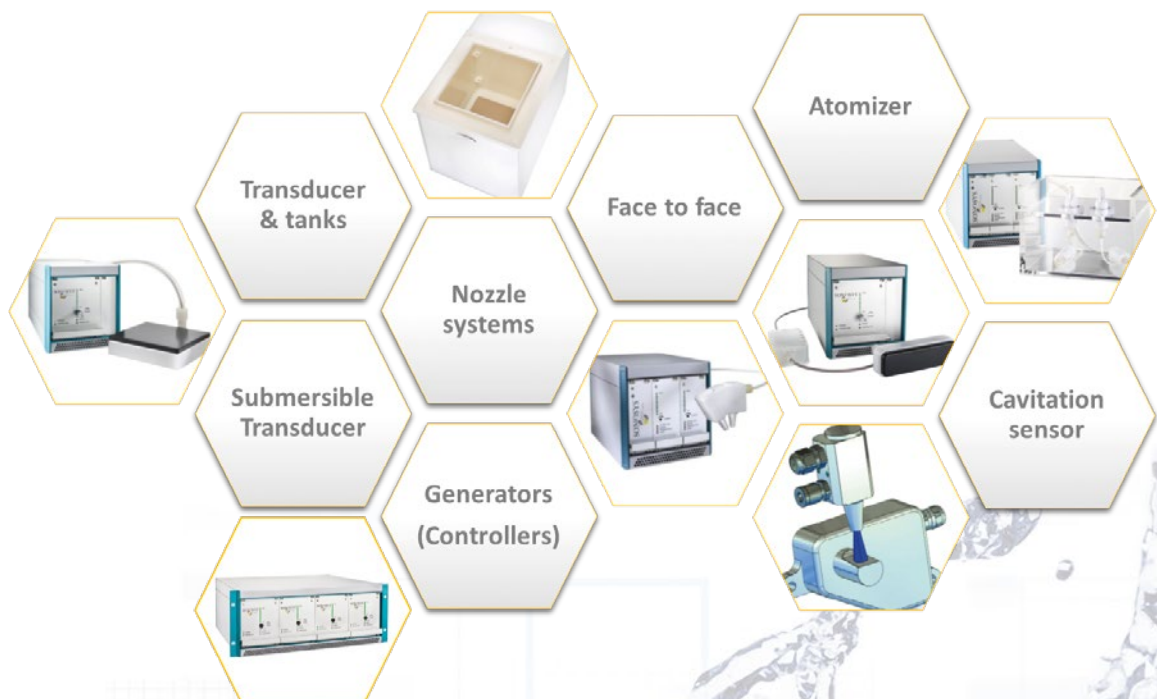 Atomizer
Transducer
& tanks
Face to face
Nozzle
systems
Submersible
Transducer
Cavitation
sensor
Generators
(Controllers)